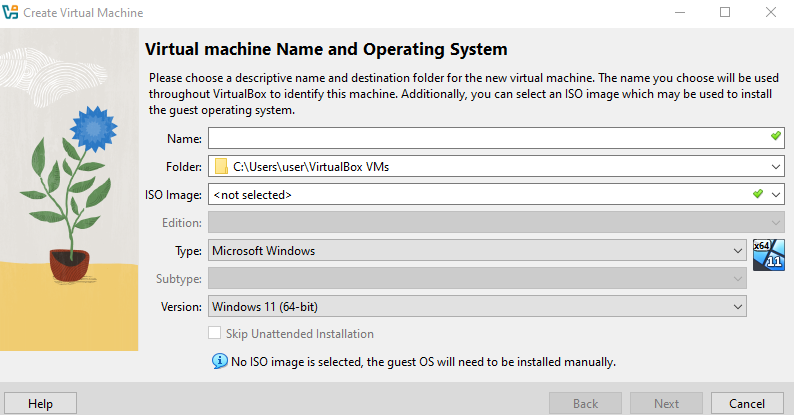 Create Virtual Machine
Virtual machine Name and Operating System
Please choose a descriptive name and destination folder for the new virtual machine. The name you choose will be used
throughout VirtualBox to identify this machine. Additionally, you can select an ISO image which may be used to install
the guest operating system.
Name:
Folder: C:\Users\user\VirtualBox VMs
ISO Image: <not selected>
Edition:
Type: Microsoft Windows
x64
11
Subtype:
Version: Windows 11 (64-bit)
Skip Unattended Installation
No ISO image is selected, the guest OS will need to be installed manually.
Help Back Next Cancel